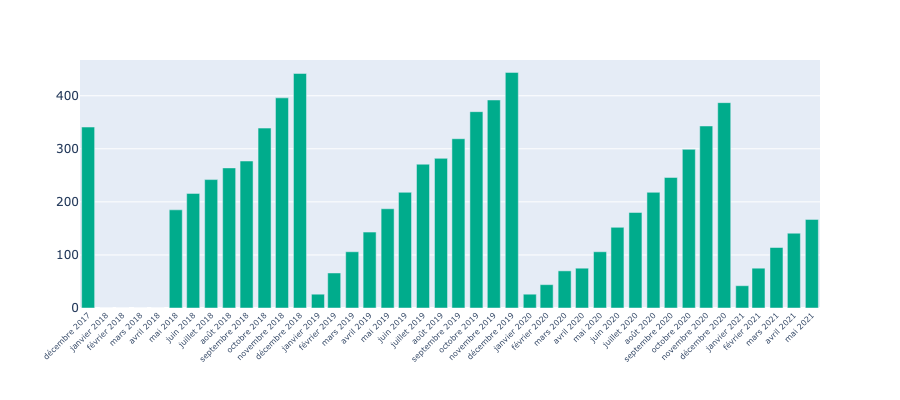 400
300
200
100
0
décembre 2017
janvier 2018
février 2018
mars 2018
avril 2018
mai 2018
juin 2018
juillet 2018
août 2018
septembre 2018
octobre 2018
novembre 2018
décembre 2018
janvier 2019
février 2019
mars 2019
avril 2019
mai 2019
juin 2019
juillet 2019
août 2019
septembre 2019
octobre 2019
novembre 2019
décembre 2019
janvier 2020
février 2020
mars 2020
avril 2020
mai 2020
juin 2020
juillet 2020
août 2020
septembre 2020
octobre 2020
novembre 2020
décembre 2020
janvier 2021
février 2021
mars 2021
avril 2021
mai 2021